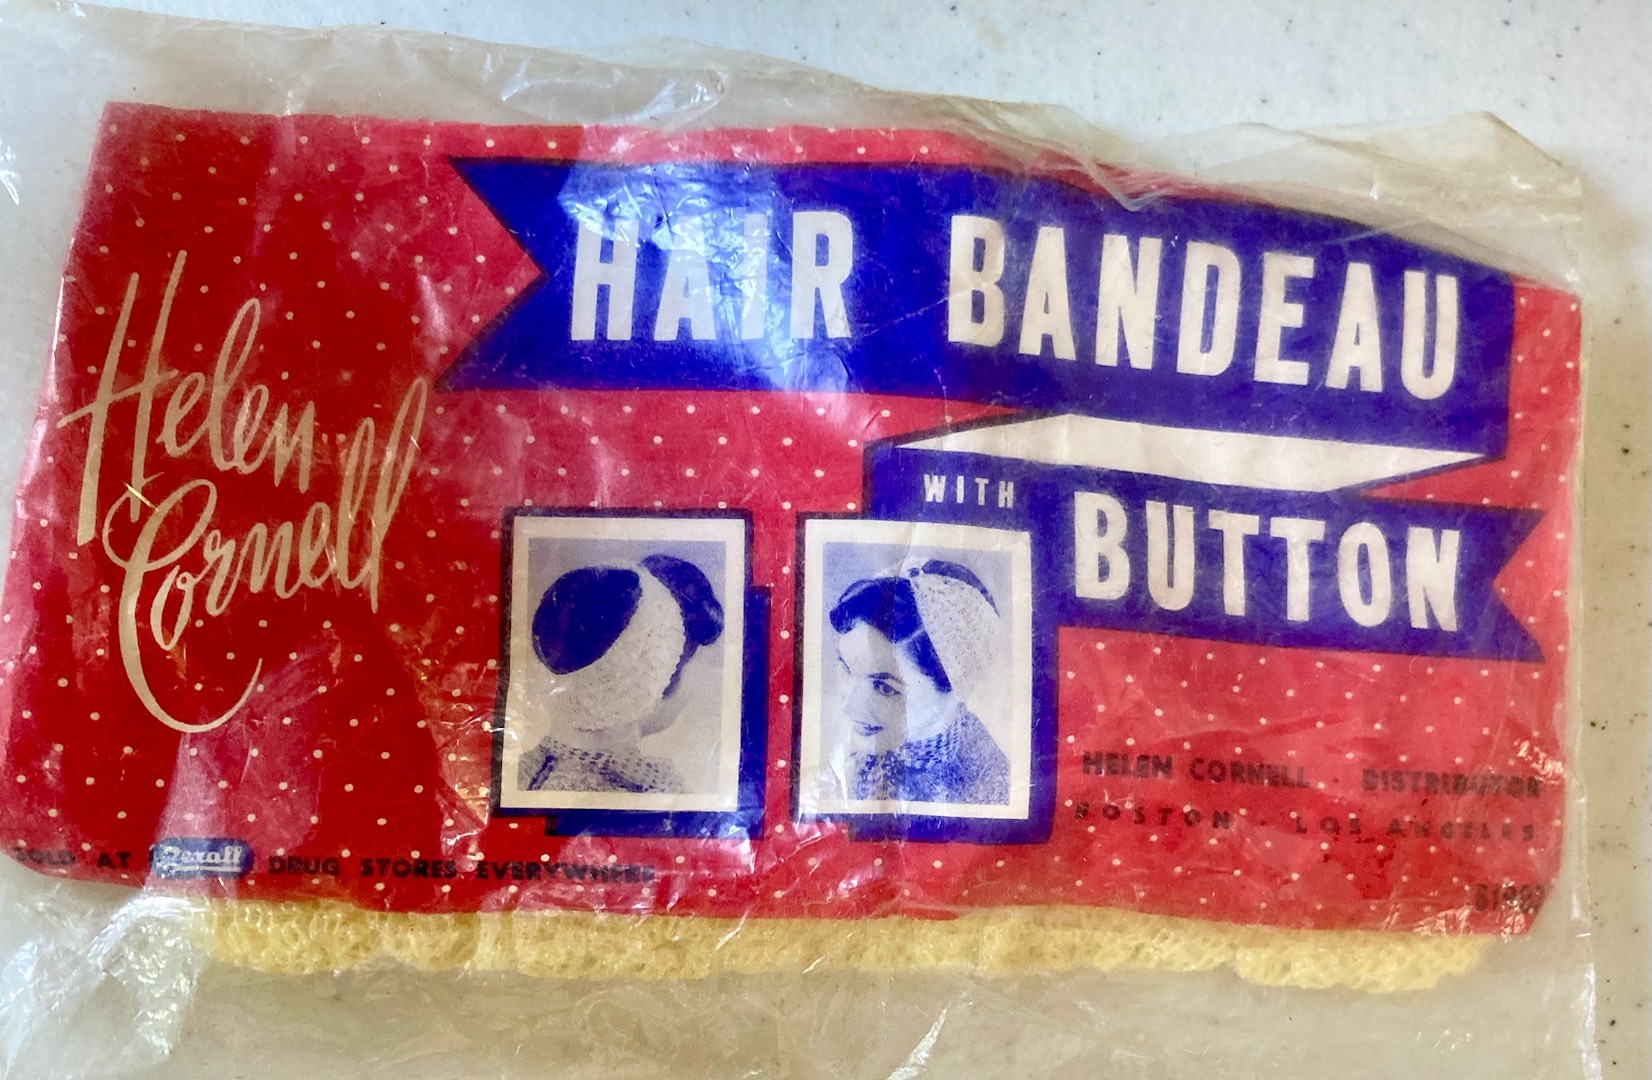 Helen
Cornell
HAIR BANDEAU
WITH BUTTON
HELEN CORNELL - DISTRIBUTOR
BOSTON - LOS ANGELES
SOLD AT Rexall DRUG STORES EVERYWHERE